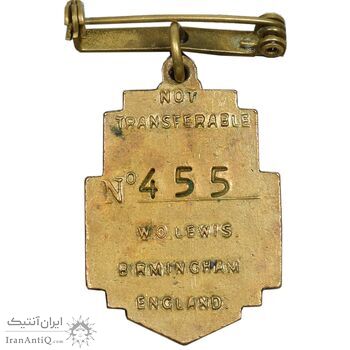 NOT
TRANSFERABLE
Nº 455
W.O. LEWIS.
BIRMINGHAM
ENGLAND.
ایران آنتیک
IranAntiQ.com